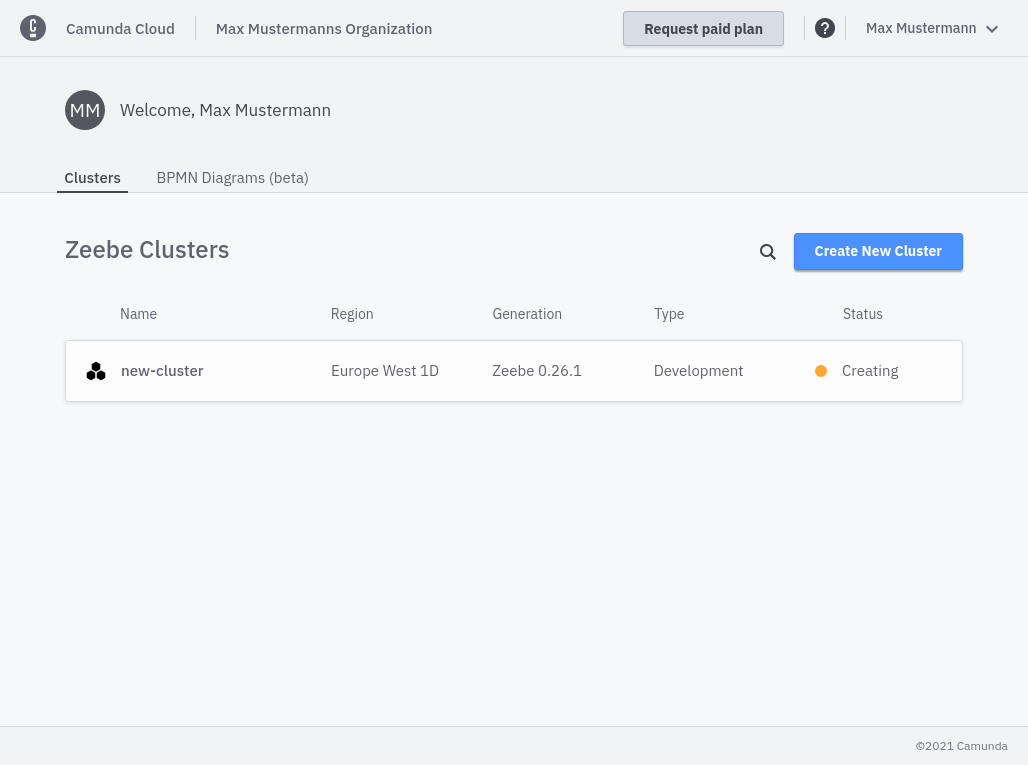 Camunda Cloud
Max Mustermanns Organization
Request paid plan
?
Max Mustermann
MM
Welcome, Max Mustermann
Clusters
BPMN Diagrams (beta)
Zeebe Clusters
Create New Cluster
Name Region Generation Type Status
new-cluster Europe West 1D Zeebe 0.26.1 Development Creating
©2021 Camunda